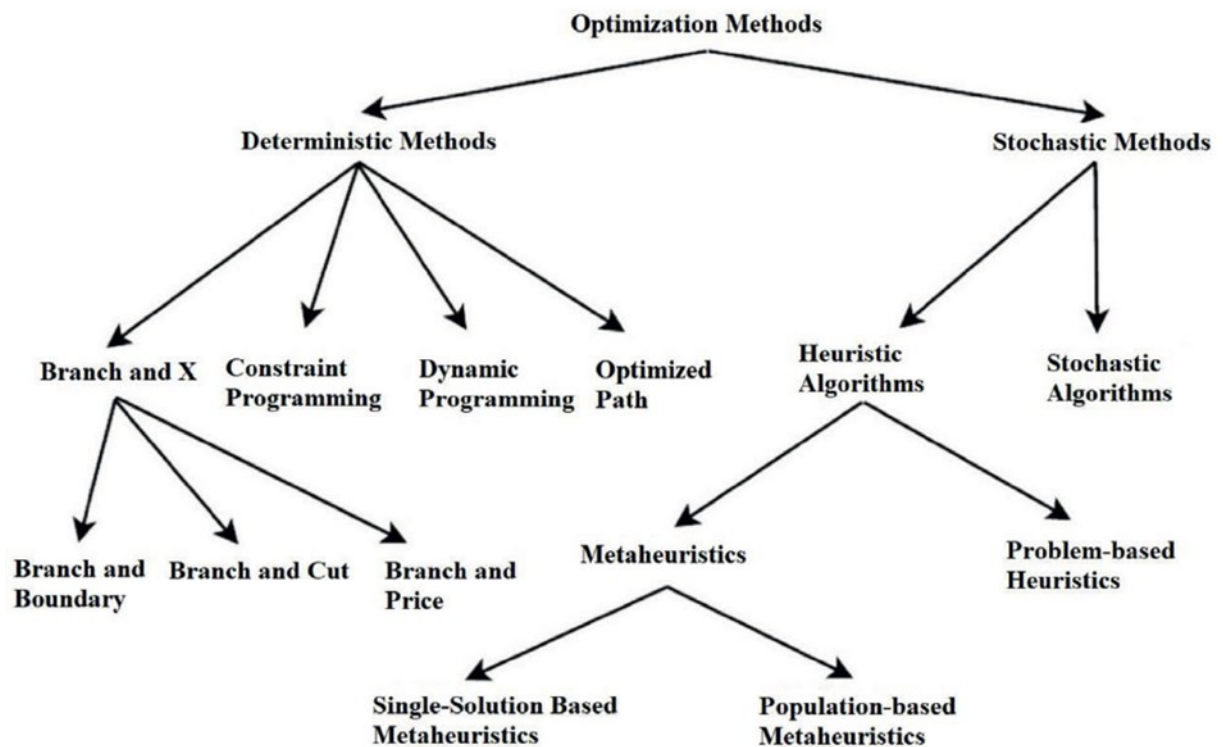 Optimization Methods
Deterministic Methods
Stochastic Methods
Branch and X
Constraint
Programming
Dynamic
Programming
Optimized
Path
Heuristic
Algorithms
Stochastic
Algorithms
Branch and
Boundary
Branch and Cut
Branch and
Price
Metaheuristics
Problem-based
Heuristics
Single-Solution Based
Metaheuristics
Population-based
Metaheuristics